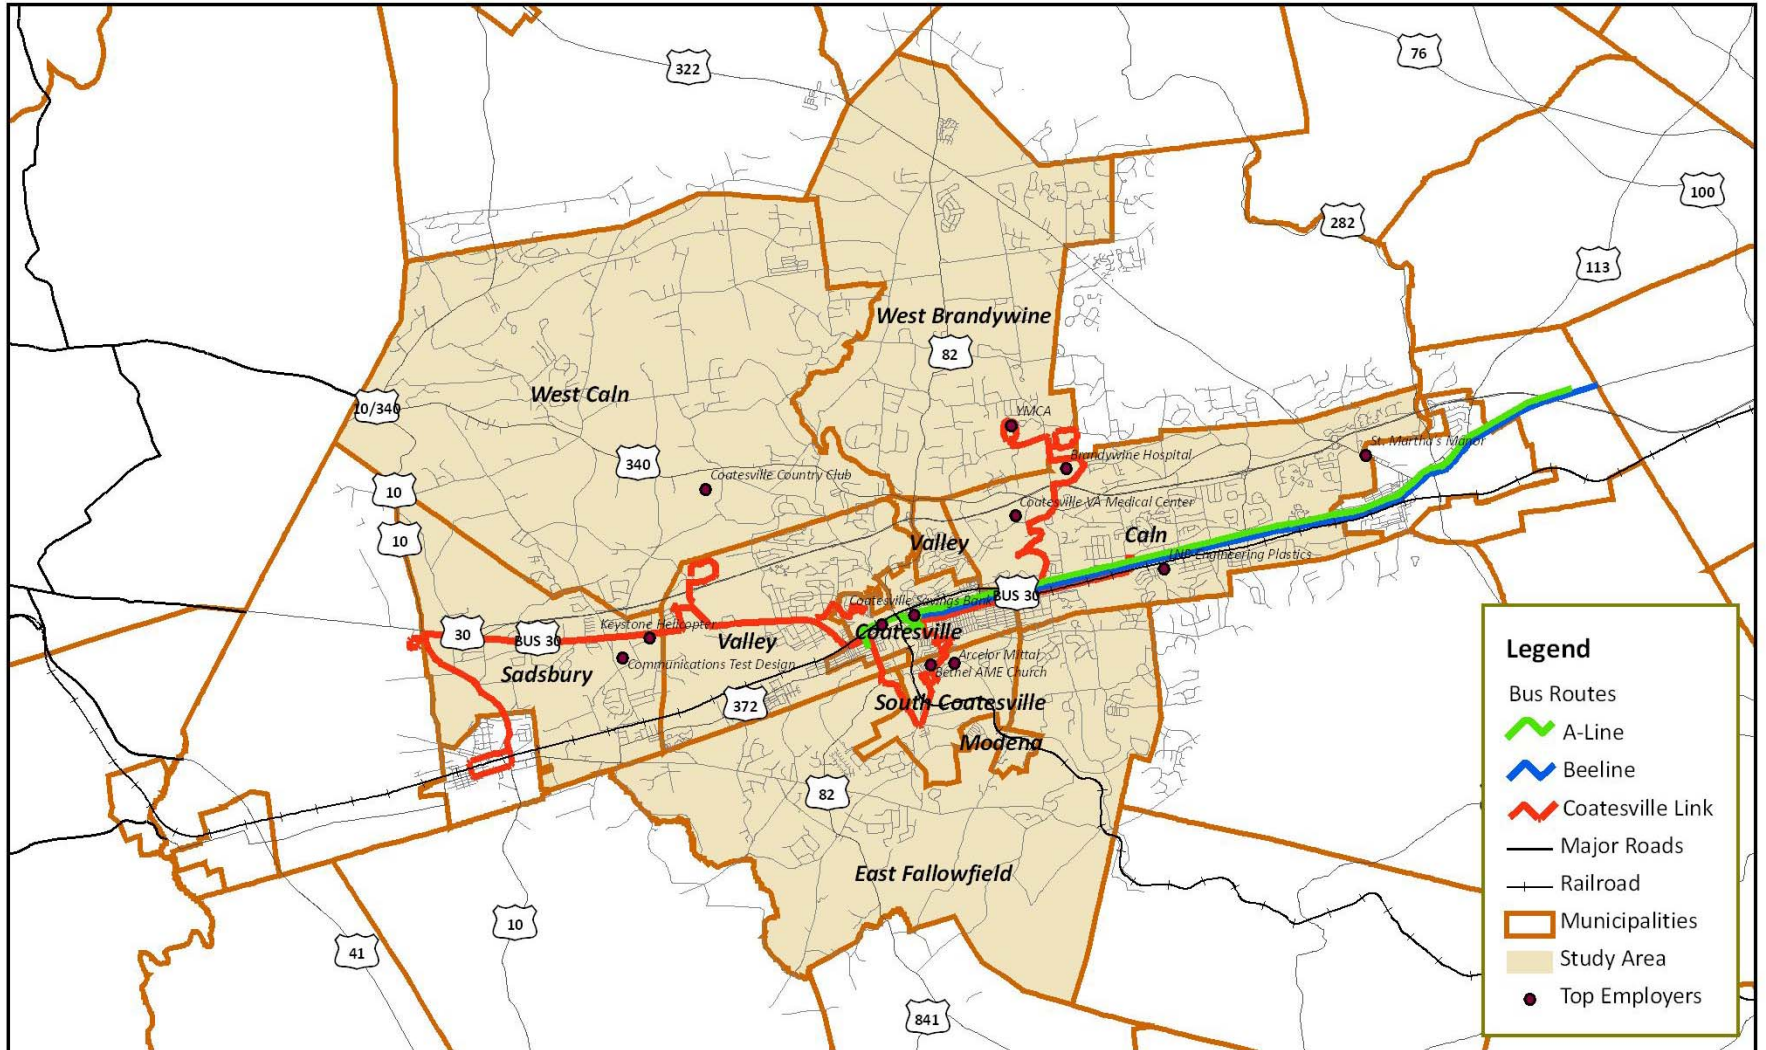 322
76
100
282
113
West Brandywine
82
West Caln
10/340
YMCA
St. Martha's Manor
340
Brandywine Hospital
Coatesville Country Club
10
Coatesville VA Medical Center
10
Valley
Caln
LNP Engineering Plastics
BUS 30
Coatesville Savings Bank
Keystone Helicopter
30
BUS 30
Valley
Coatesville
Arcelor Mittal
Communications Test Design
Bethel AME Church
Sadsbury
372
South Coatesville
Modena
82
East Fallowfield
10
41
841
Legend
Bus Routes
A-Line
Beeline
Coatesville Link
Major Roads
Railroad
Municipalities
Study Area
Top Employers